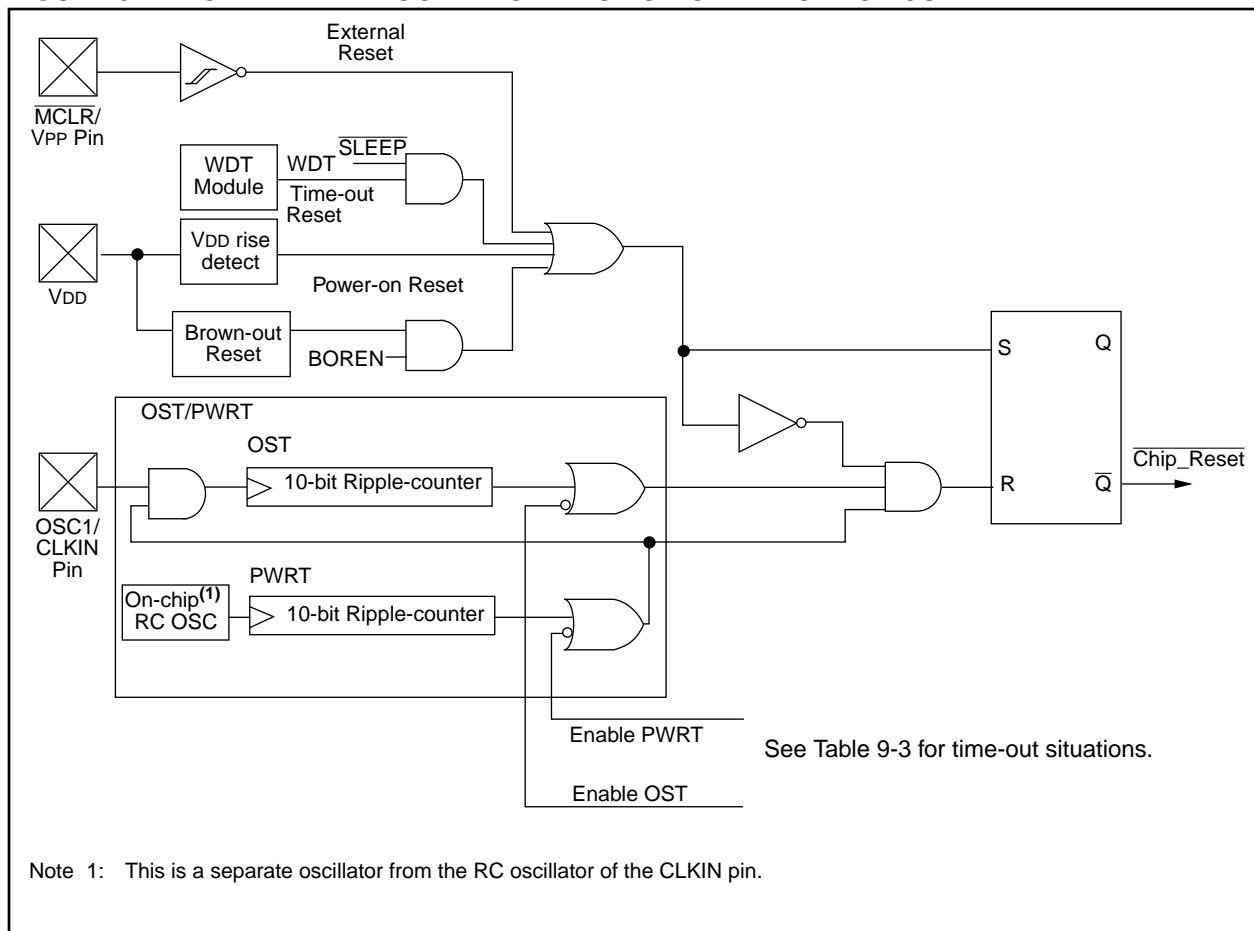 External
Reset
MCLR/
VPP Pin
SLEEP
WDT
Module
WDT
Time-out
Reset
VDD rise
detect
VDD
Power-on Reset
Brown-out
Reset
BOREN
S
Q
OST/PWRT
OST
10-bit Ripple-counter
Chip_Reset
R
Q
OSC1/
CLKIN
Pin
PWRT
On-chip(1)
RC OSC
10-bit Ripple-counter
Enable PWRT
See Table 9-3 for time-out situations.
Enable OST
Note 1: This is a separate oscillator from the RC oscillator of the CLKIN pin.